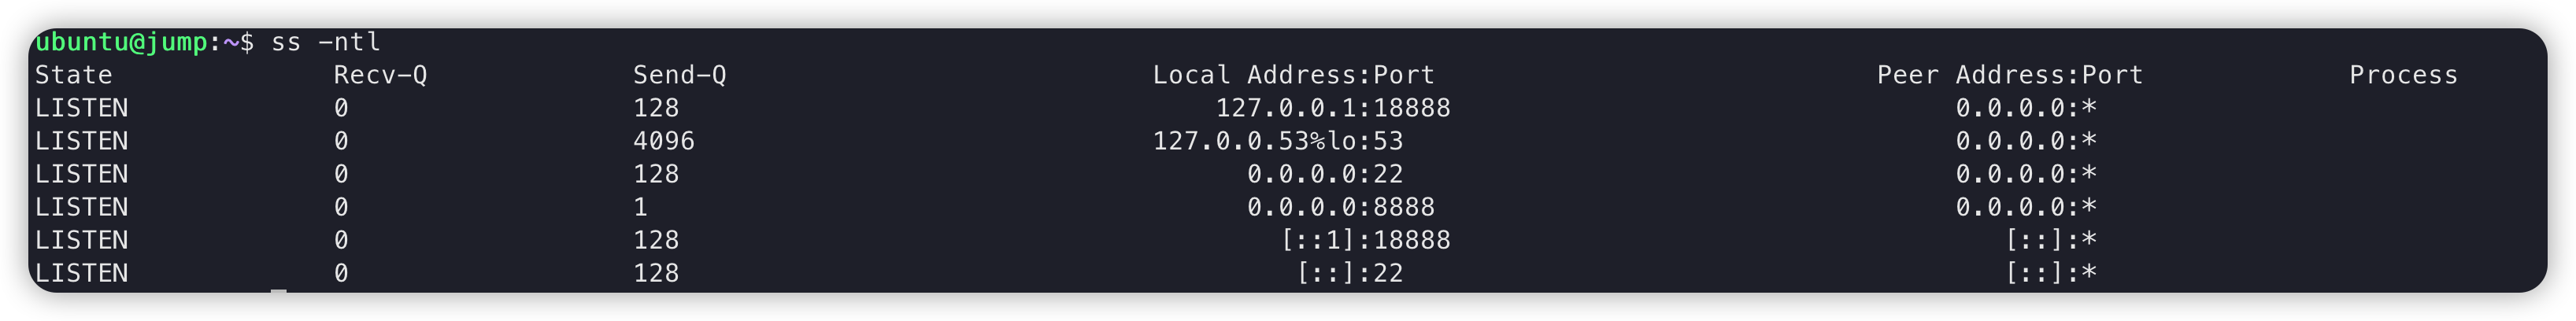 ubuntu@jump:~$ ss -ntl
State Recv-Q Send-Q Local Address:Port Peer Address:Port Process
LISTEN 0 128 127.0.0.1:18888 0.0.0.0:*
LISTEN 0 4096 127.0.0.53%lo:53 0.0.0.0:*
LISTEN 0 128 0.0.0.0:22 0.0.0.0:*
LISTEN 0 1 0.0.0.0:8888 0.0.0.0:*
LISTEN 0 128 [::1]:18888 [::]:*
LISTEN 0 128 [::]:22 [::]:*